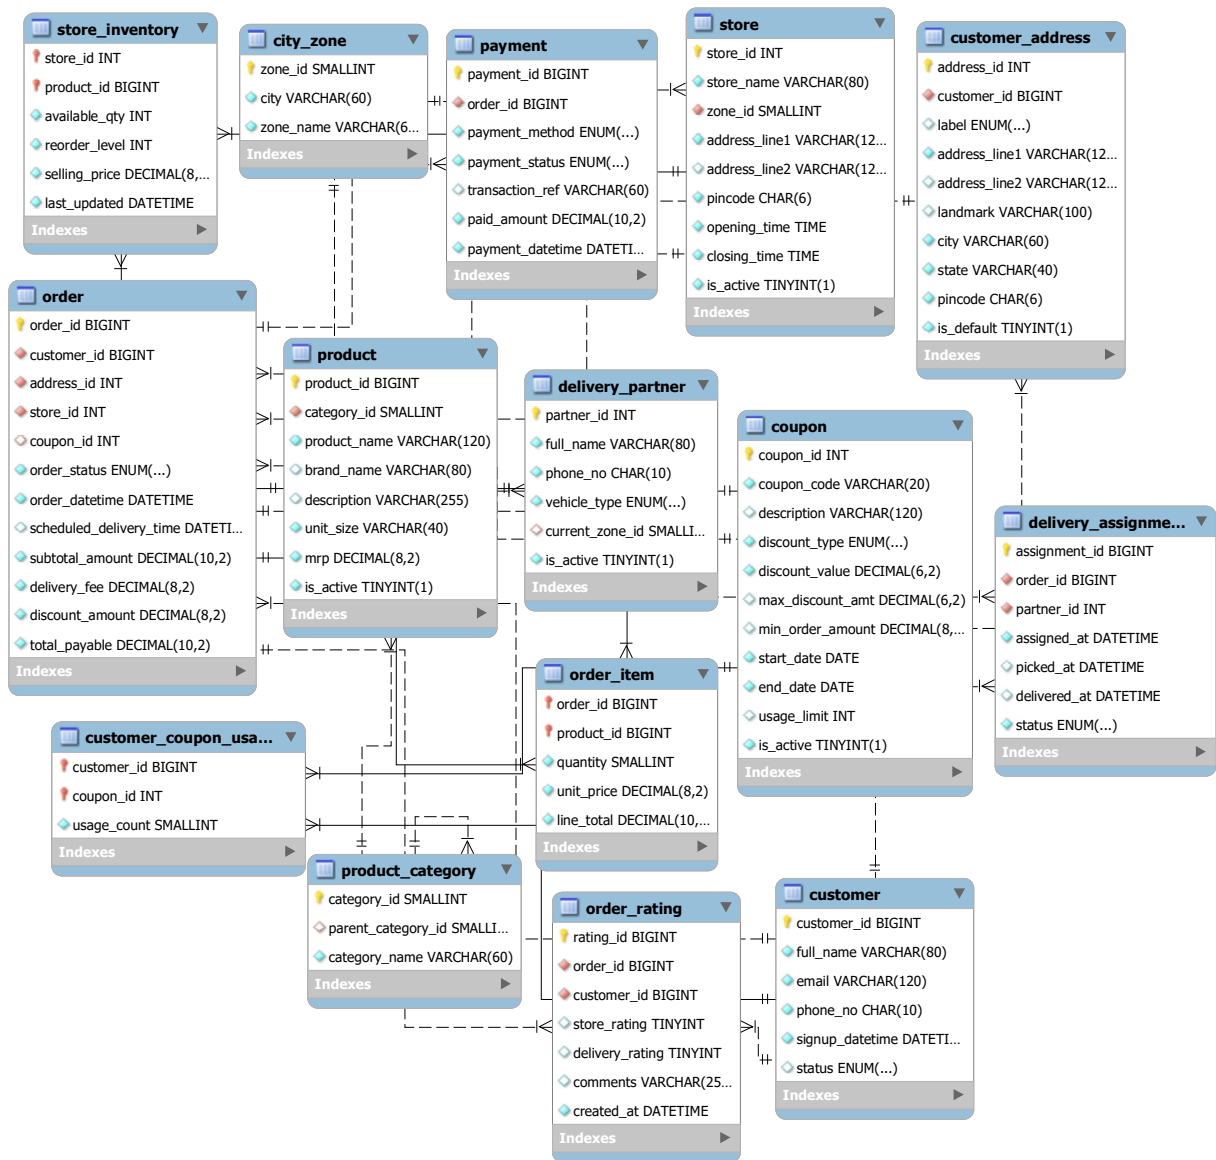 store_inventory
store_id INT
product_id BIGINT
available_qty INT
reorder_level INT
selling_price DECIMAL(8,...
last_updated DATETIME
Indexes
city_zone
zone_id SMALLINT
city VARCHAR(60)
zone_name VARCHAR(6...
Indexes
payment
payment_id BIGINT
order_id BIGINT
payment_method ENUM(...)
payment_status ENUM(...)
transaction_ref VARCHAR(60)
paid_amount DECIMAL(10,2)
payment_datetime DATETI...
Indexes
store
store_id INT
store_name VARCHAR(80)
zone_id SMALLINT
address_line1 VARCHAR(12...
address_line2 VARCHAR(12...
pincode CHAR(6)
opening_time TIME
closing_time TIME
is_active TINYINT(1)
Indexes
customer_address
address_id INT
customer_id BIGINT
label ENUM(...)
address_line1 VARCHAR(12...
address_line2 VARCHAR(12...
landmark VARCHAR(100)
city VARCHAR(60)
state VARCHAR(40)
pincode CHAR(6)
is_default TINYINT(1)
Indexes
order
order_id BIGINT
customer_id BIGINT
address_id INT
store_id INT
coupon_id INT
order_status ENUM(...)
order_datetime DATETIME
scheduled_delivery_time DATETI...
subtotal_amount DECIMAL(10,2)
delivery_fee DECIMAL(8,2)
discount_amount DECIMAL(8,2)
total_payable DECIMAL(10,2)
Indexes
product
product_id BIGINT
category_id SMALLINT
product_name VARCHAR(120)
brand_name VARCHAR(80)
description VARCHAR(255)
unit_size VARCHAR(40)
mrp DECIMAL(8,2)
is_active TINYINT(1)
Indexes
delivery_partner
partner_id INT
full_name VARCHAR(80)
phone_no CHAR(10)
vehicle_type ENUM(...)
current_zone_id SMALLI...
is_active TINYINT(1)
Indexes
coupon
coupon_id INT
coupon_code VARCHAR(20)
description VARCHAR(120)
discount_type ENUM(...)
discount_value DECIMAL(6,2)
max_discount_amt DECIMAL(6,2)
min_order_amount DECIMAL(8,...
start_date DATE
end_date DATE
usage_limit INT
is_active TINYINT(1)
Indexes
delivery_assignme...
assignment_id BIGINT
order_id BIGINT
partner_id INT
assigned_at DATETIME
picked_at DATETIME
delivered_at DATETIME
status ENUM(...)
Indexes
order_item
order_id BIGINT
product_id BIGINT
quantity SMALLINT
unit_price DECIMAL(8,2)
line_total DECIMAL(10,...
Indexes
customer_coupon_usa...
customer_id BIGINT
coupon_id INT
usage_count SMALLINT
Indexes
product_category
category_id SMALLINT
parent_category_id SMALLI...
category_name VARCHAR(60)
Indexes
order_rating
rating_id BIGINT
order_id BIGINT
customer_id BIGINT
store_rating TINYINT
delivery_rating TINYINT
comments VARCHAR(25...
created_at DATETIME
Indexes
customer
customer_id BIGINT
full_name VARCHAR(80)
email VARCHAR(120)
phone_no CHAR(10)
signup_datetime DATETI...
status ENUM(...)
Indexes